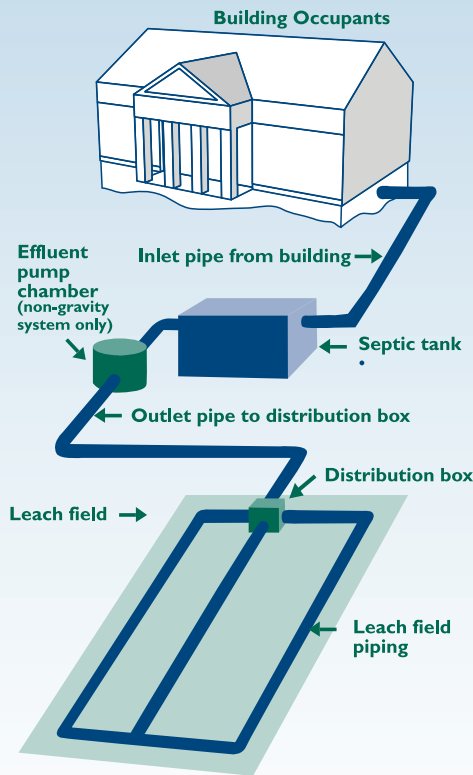 Building Occupants
Inlet pipe from building
Effluent
pump
chamber
(non-gravity
system only)
Septic tank
Outlet pipe to distribution box
Distribution box
Leach field
Leach field
piping